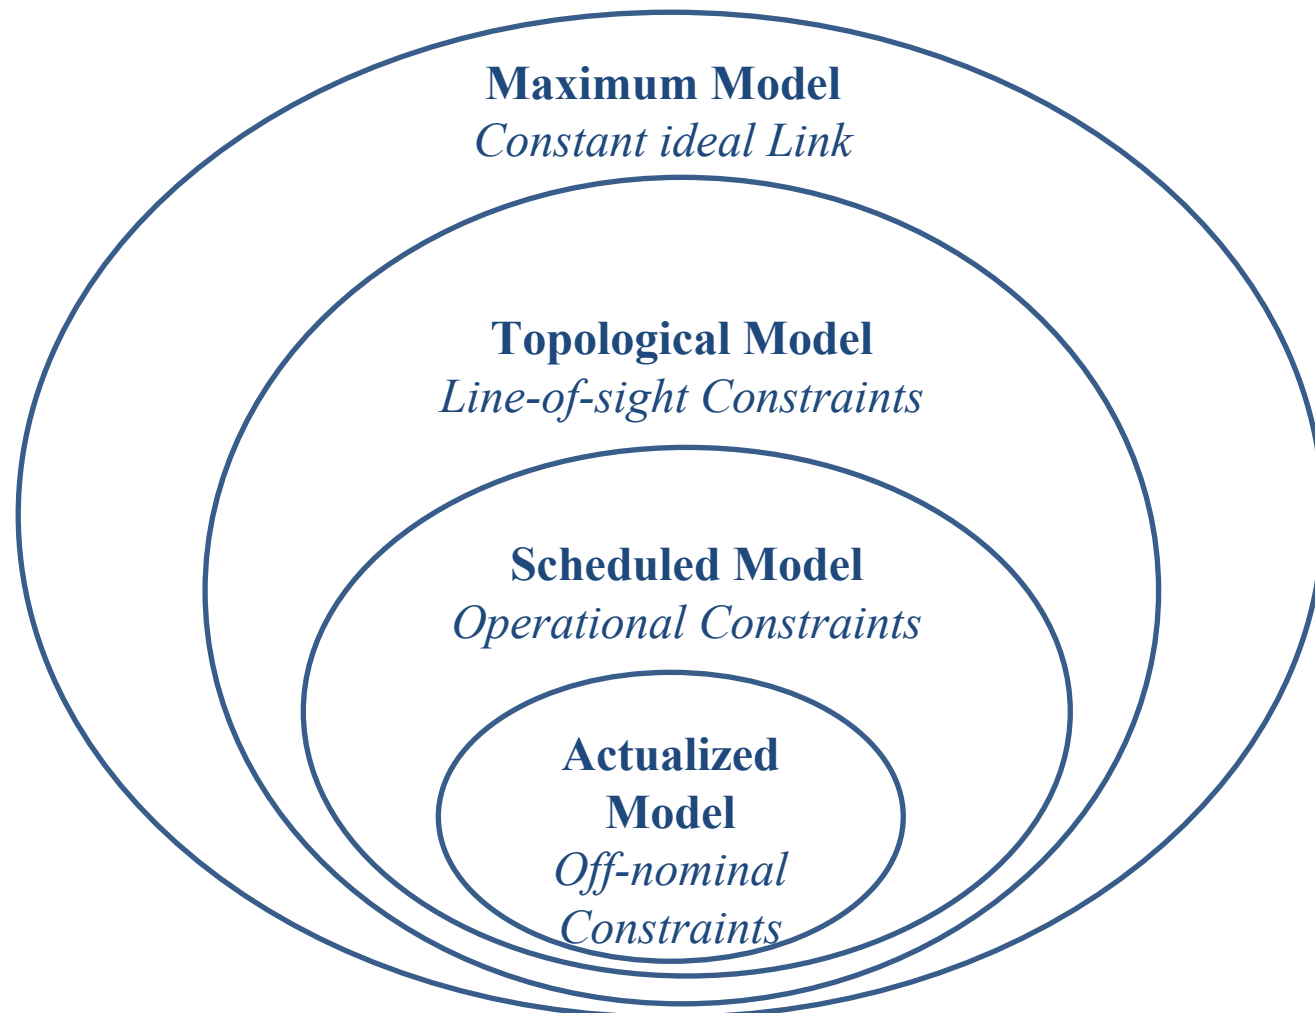 Maximum Model
Constant ideal Link
Topological Model
Line-of-sight Constraints
Scheduled Model
Operational Constraints
Actualized
Model
Off-nominal
Constraints